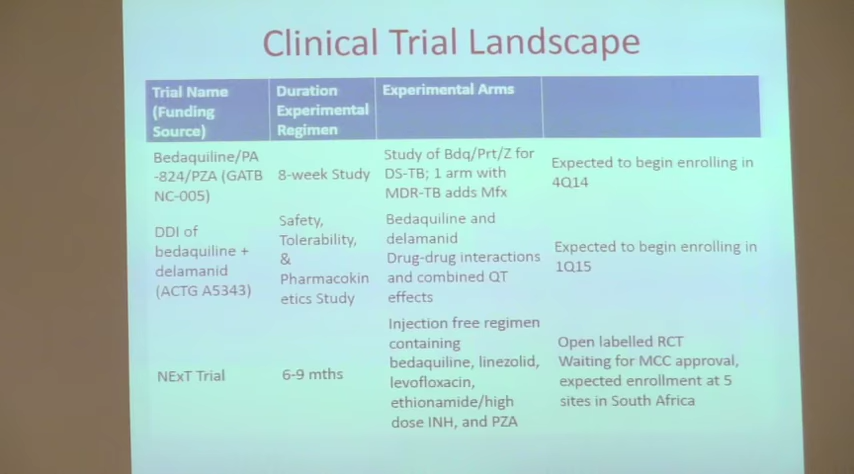 Clinical Trial Landscape
Trial Name
(Funding
Source)
Duration
Experimental
Regimen
Experimental Arms
Bedaquiline/PA
-824/PZA (GATB
NC-005)
8-week Study
Study of Bdq/Prt/Z for
DS-TB; 1 arm with
MDR-TB adds Mfx
Expected to begin enrolling in
4Q14
DDI of
bedaquiline +
delamanid
(ACTG A5343)
Safety,
Tolerability,
&
Pharmacokin
etics Study
Bedaquiline and
delamanid
Drug-drug interactions
and combined QT
effects
Expected to begin enrolling in
1Q15
NExT Trial
6-9 mths
Injection free regimen
containing
bedaquiline, linezolid,
levofloxacin,
ethionamide/high
dose INH, and PZA
Open labelled RCT
Waiting for MCC approval,
expected enrollment at 5
sites in South Africa